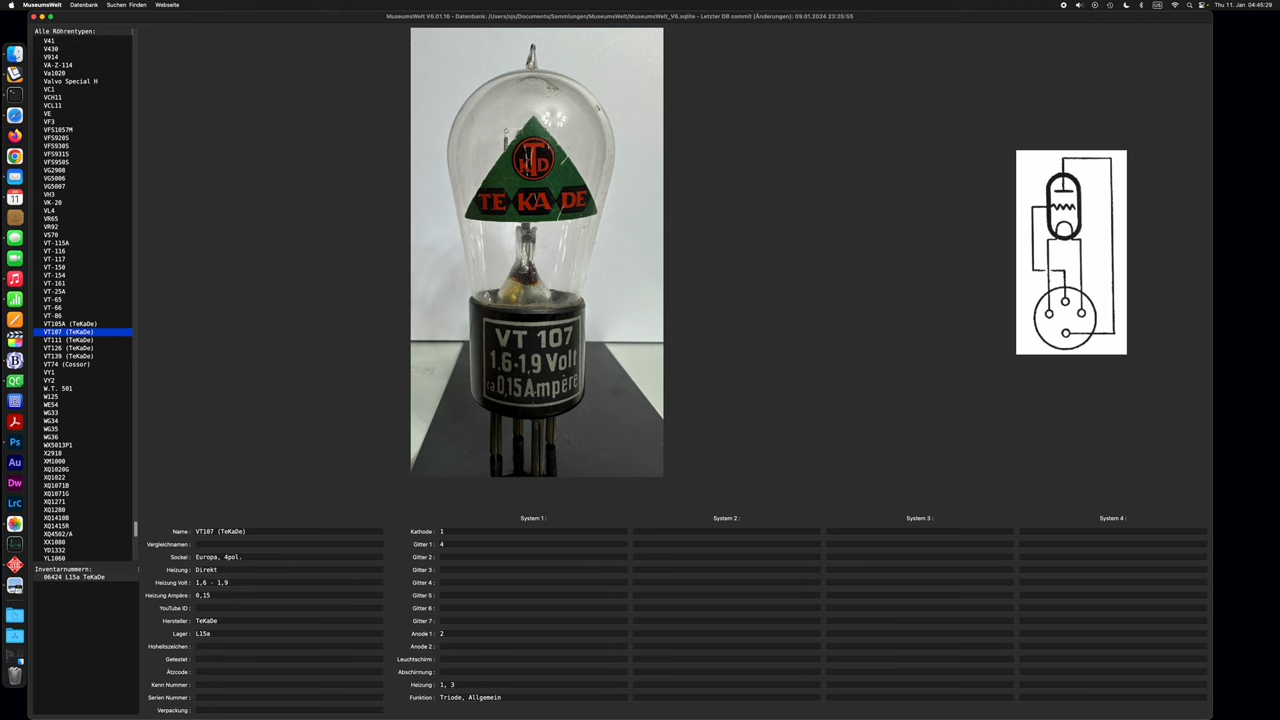 MuseumsWelt Datenbank Suchen Finden Webseite
Thu 11. Jan. 04:45:29
MuseumsWelt V6.01.16 - Datenbank: /Users/sjs/Documents/Sammlungen/MuseumsWelt/MuseumsWelt_V6.sqlite - Letzter DB commit (Änderungen): 09.01.2024 23:25:55
Alle Röhrentypen:
V41
V430
V914
VA-Z-114
Va1020
Valvo Special H
VC1
VCH11
VCL11
VE
VF3
VFS1057M
VFS920S
VFS930S
VFS931S
VFS950S
VG2908
VG5006
VG5007
VH3
VK-20
VL4
VR65
VR92
VS70
VT-115A
VT-116
VT-117
VT-150
VT-154
VT-161
VT-25A
VT-65
VT-66
VT-86
VT105A (TeKaDe)
VT107 (TeKaDe)
VT111 (TeKaDe)
VT126 (TeKaDe)
VT139 (TeKaDe)
VT74 (Cossor)
VY1
VY2
W.T. 501
W125
WE54
WG33
WG34
WG35
WG36
WX5013P1
X2918
XM1000
XQ1020G
XQ1022
XQ1071B
XQ1071G
XQ1271
XQ1280
XQ1410B
XQ1415R
XQ4502/A
XX1080
YD1332
YL1060
Inventarnummern:
06424 L15a TeKaDe
KTD
TE KA DE
VT 107
1,6-1,9 Volt
ca 0,15 Ampère
System 1 :
System 2 :
System 3 :
System 4 :
Name : VT107 (TeKaDe)
Vergleichnamen :
Sockel : Europa, 4pol.
Heizung : Direkt
Heizung Volt : 1,6 - 1,9
Heizung Ampère : 0,15
YouTube ID :
Hersteller : TeKaDe
Lager : L15a
Hoheitszeichen :
Getestet :
Ätzcode :
Kenn Nummer :
Serien Nummer :
Verpackung :
Kathode : 1
Gitter 1 : 4
Gitter 2 :
Gitter 3 :
Gitter 4 :
Gitter 5 :
Gitter 6 :
Gitter 7 :
Anode 1 : 2
Anode 2 :
Leuchtschirm :
Abschirmung :
Heizung : 1, 3
Funktion : Triode, Allgemein